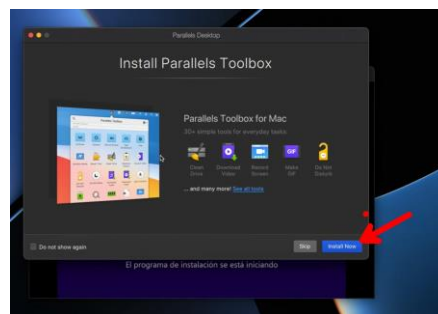 Parallels Desktop
Install Parallels Toolbox
Parallels Toolbox for Mac
30+ simple tools for everyday tasks
GIF
Clean Drive
Download Video
Record Screen
Make GIF
Do Not Disturb
... and many more! See all tools
Do not show again
Skip
Install Now
El programa de instalación se está iniciando